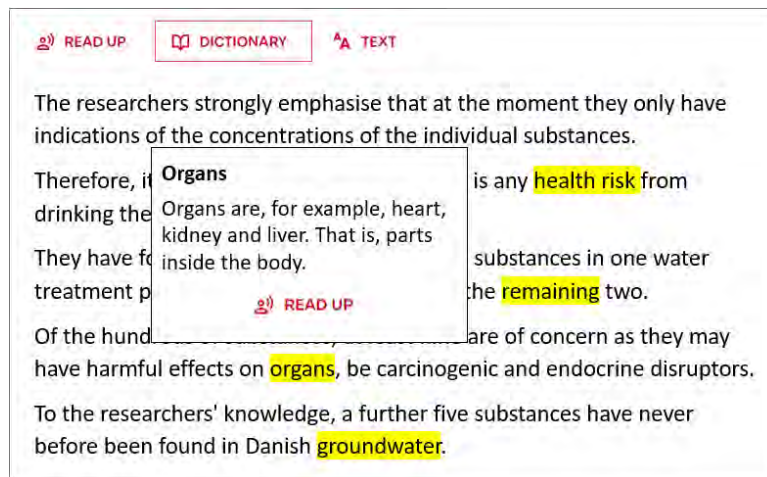 READ UP DICTIONARY AA TEXT
The researchers strongly emphasise that at the moment they only have
indications of the concentrations of the individual substances.
Therefore, is any health risk from
drinking the
They have substances in one water
treatment the remaining two.
Organs
Organs are, for example, heart,
kidney and liver. That is, parts
inside the body.
READ UP
Of the are of concern as they may
have harmful effects on organs, be carcinogenic and endocrine disruptors.
To the researchers' knowledge, a further five substances have never
before been found in Danish groundwater.